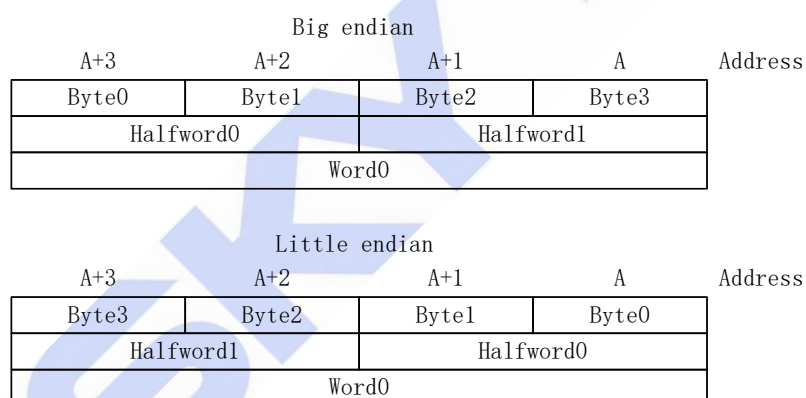 Big endian
A+3 A+2 A+1 A Address
Byte0 Byte1 Byte2 Byte3
Halfword0 Halfword1
Word0
Little endian
A+3 A+2 A+1 A Address
Byte3 Byte2 Byte1 Byte0
Halfword1 Halfword0
Word0
SKY